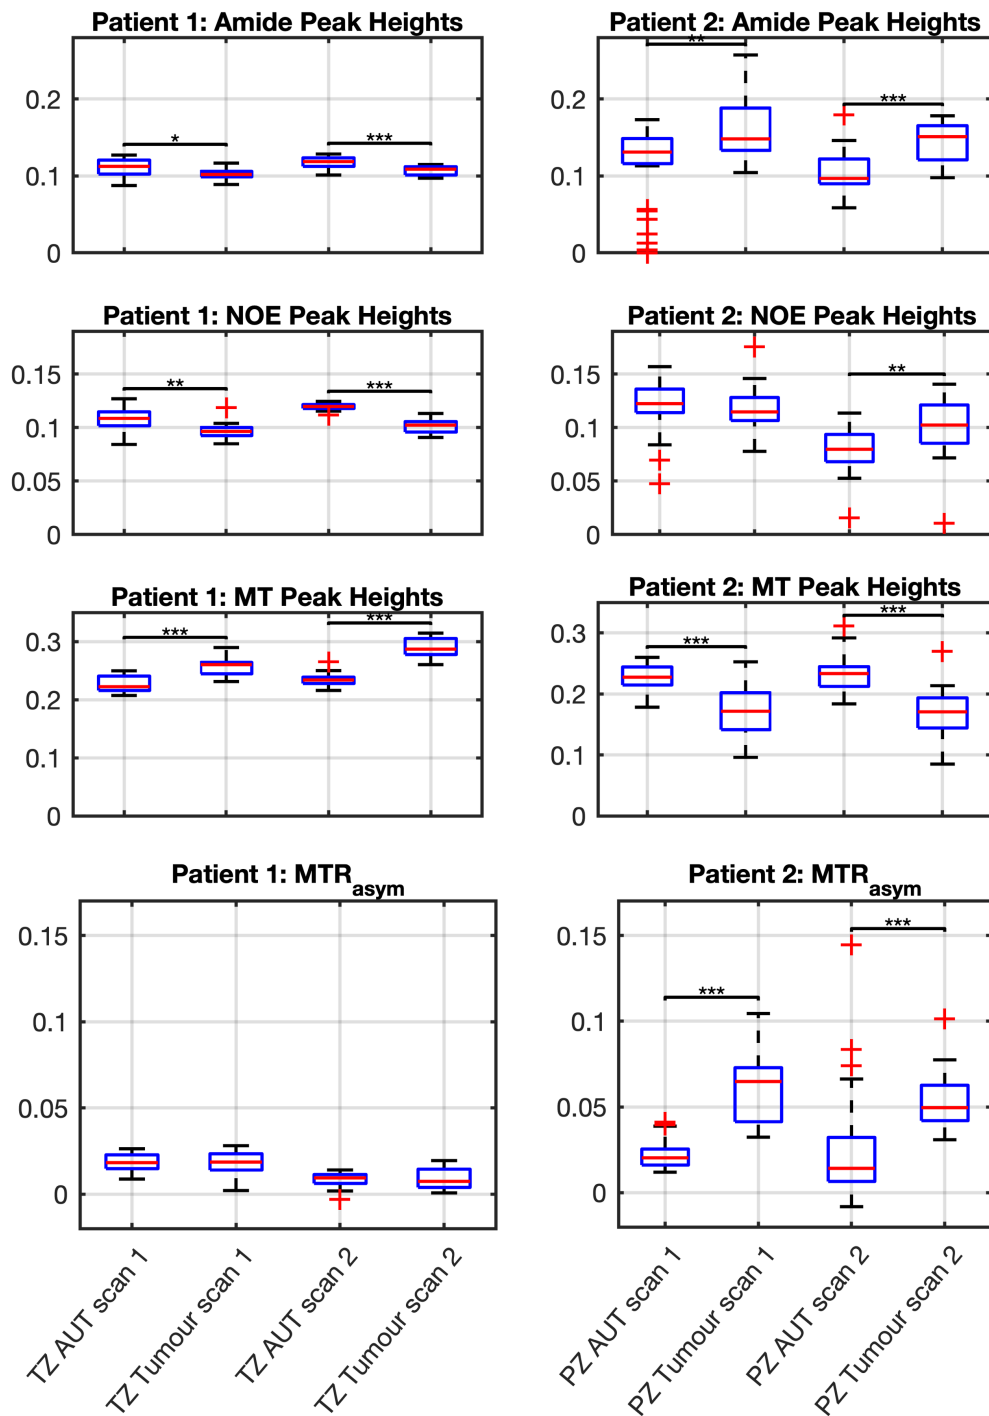 Patient 1: Amide Peak Heights
0.2
0.1
0
*
***
Patient 2: Amide Peak Heights
0.2
0.1
0
**
***
Patient 1: NOE Peak Heights
0.15
0.1
0.05
0
**
***
Patient 2: NOE Peak Heights
0.15
0.1
0.05
0
**
Patient 1: MT Peak Heights
0.3
0.2
0.1
0
***
***
Patient 2: MT Peak Heights
0.3
0.2
0.1
0
***
***
Patient 1: MTRasym
0.15
0.1
0.05
0
TZ AUT scan 1
TZ Tumour scan 1
TZ AUT scan 2
TZ Tumour scan 2
Patient 2: MTRasym
0.15
0.1
0.05
0
***
***
PZ AUT scan 1
PZ Tumour scan 1
PZ AUT scan 2
PZ Tumour scan 2